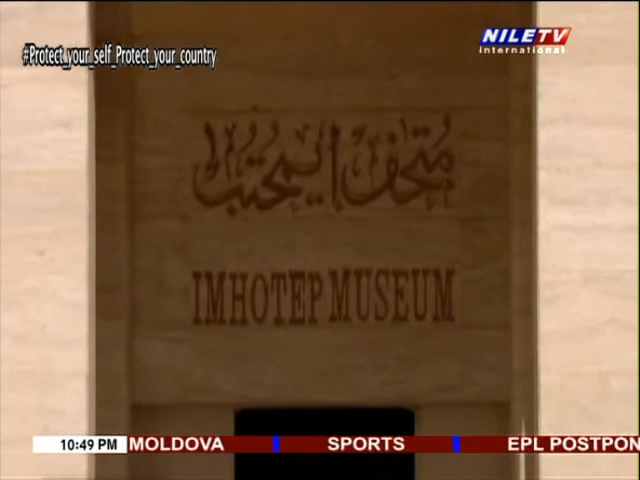 NILETV
international
#Protect_your_self_Protect_your_country
متحف ايمحتب
IMHOTEP MUSEUM
10:49 PM MOLDOVA SPORTS EPL POSTPON